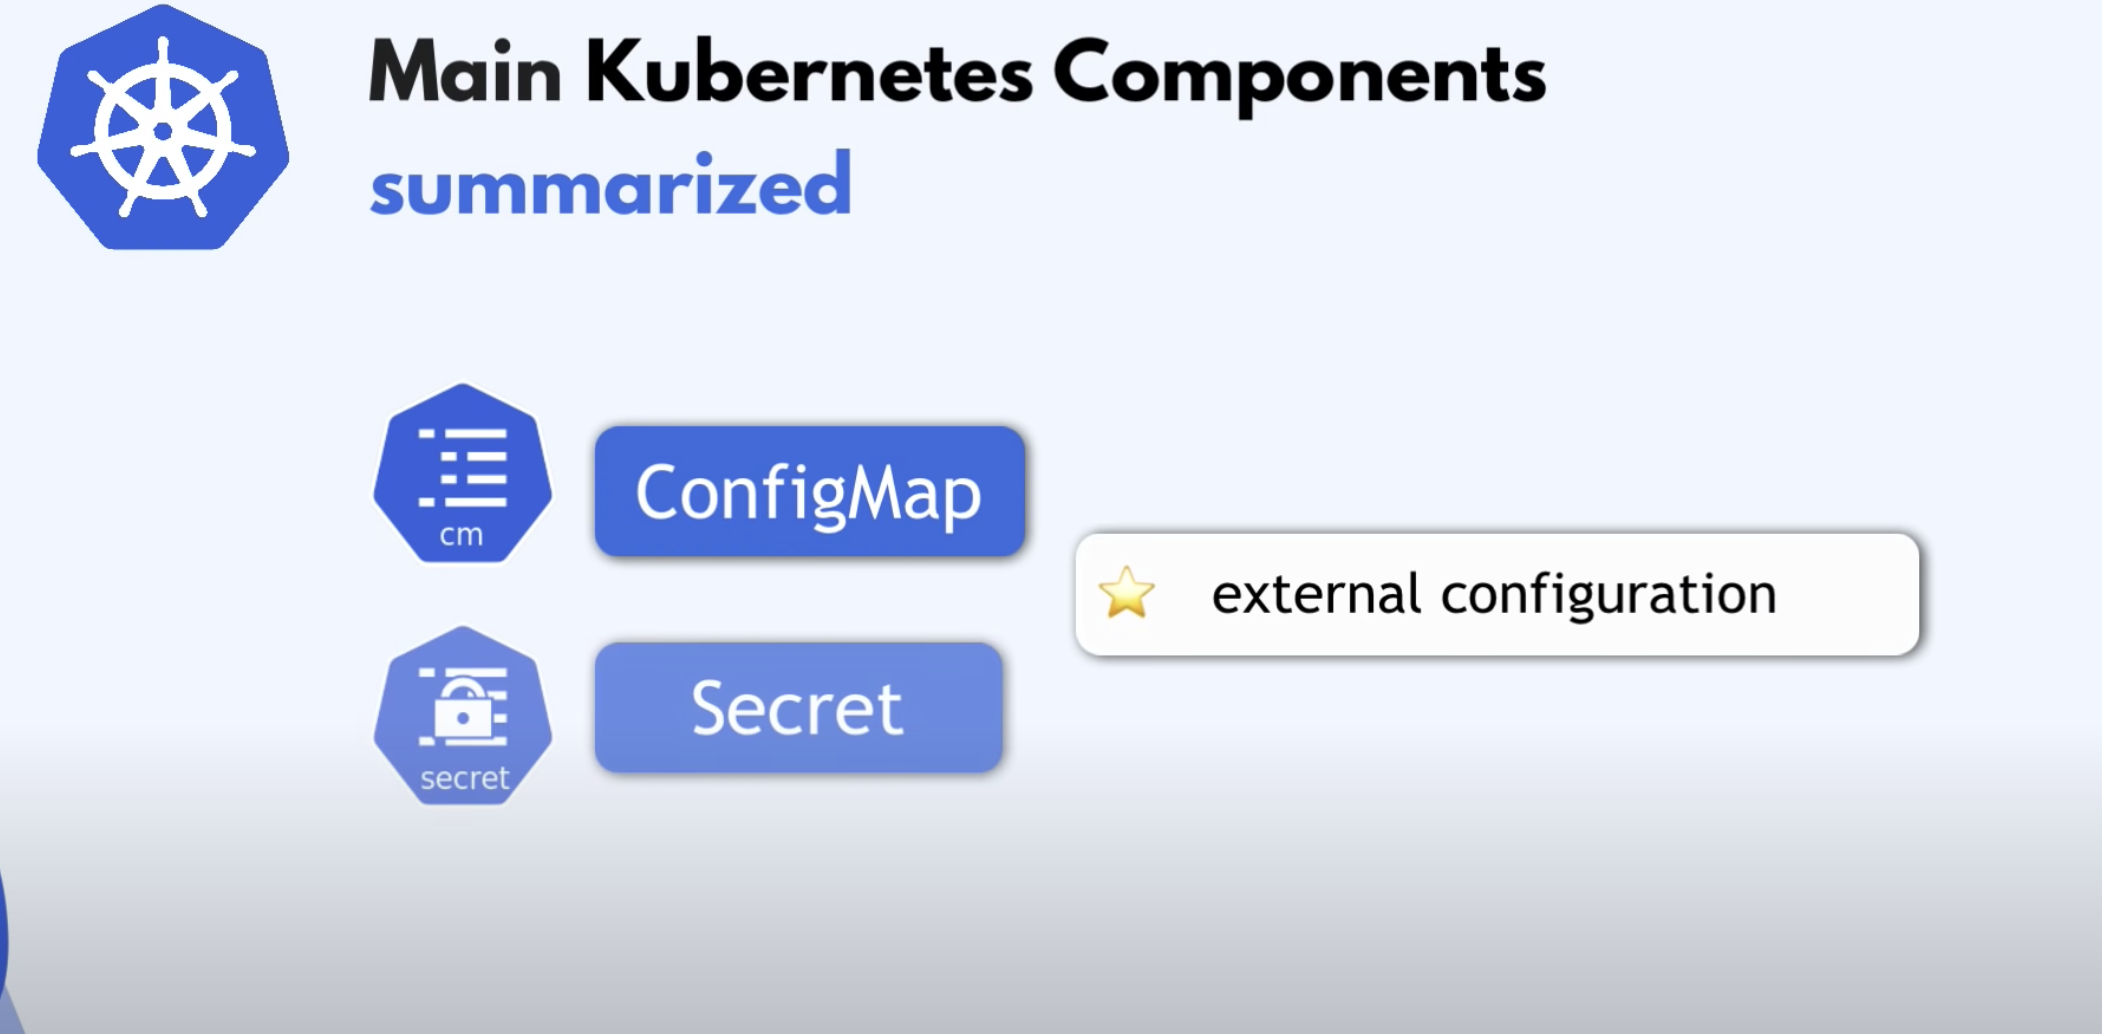 Main Kubernetes Components
summarized
cm
ConfigMap
external configuration
secret
Secret